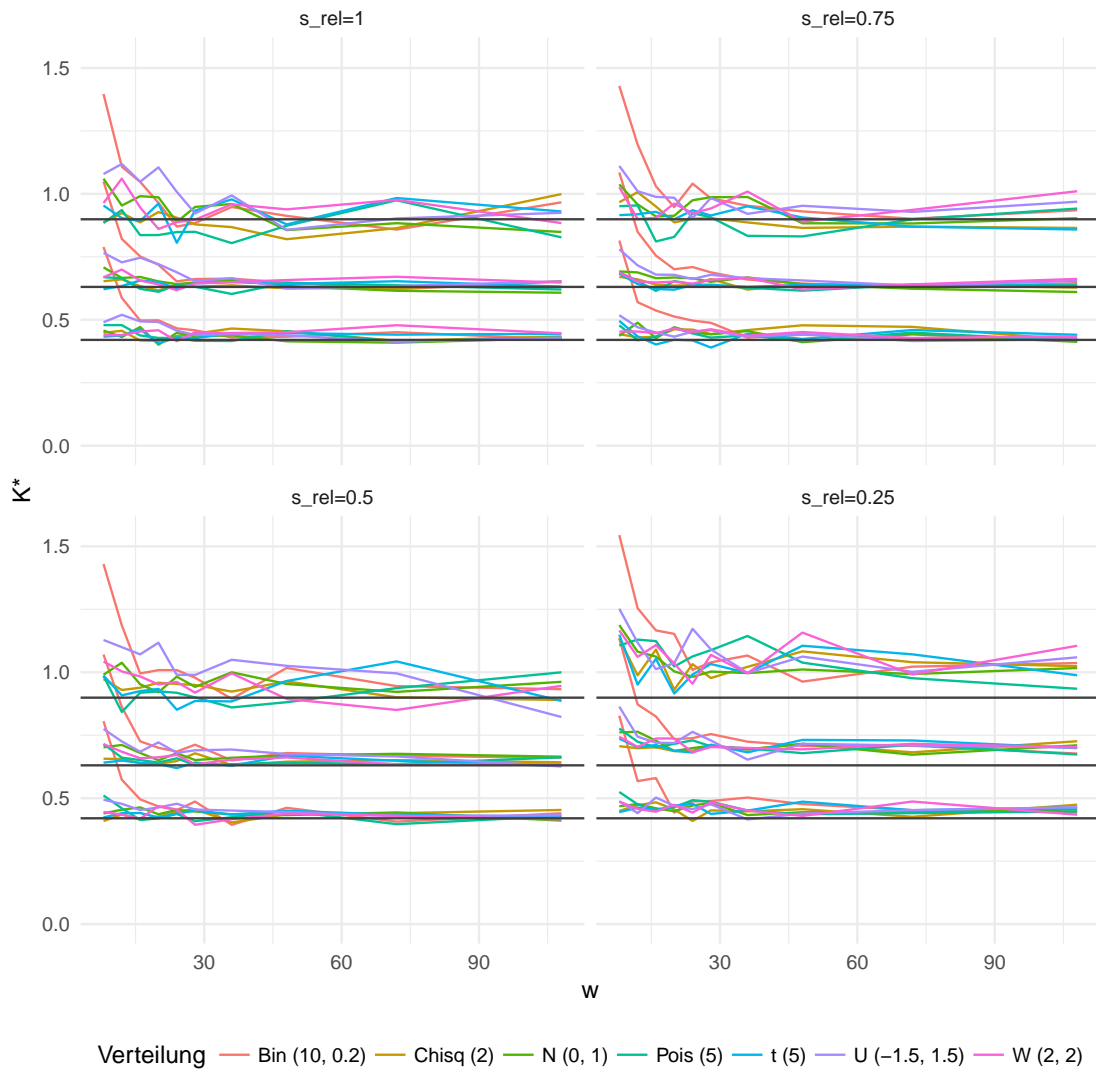 s_rel=1 s_rel=0.75
1.5
1.0
0.5
0.0
K*
s_rel=0.5 s_rel=0.25
1.5
1.0
0.5
0.0
30 60 90 30 60 90
w
Verteilung Bin (10, 0.2) Chisq (2) N (0, 1) Pois (5) t (5) U (−1.5, 1.5) W (2, 2)